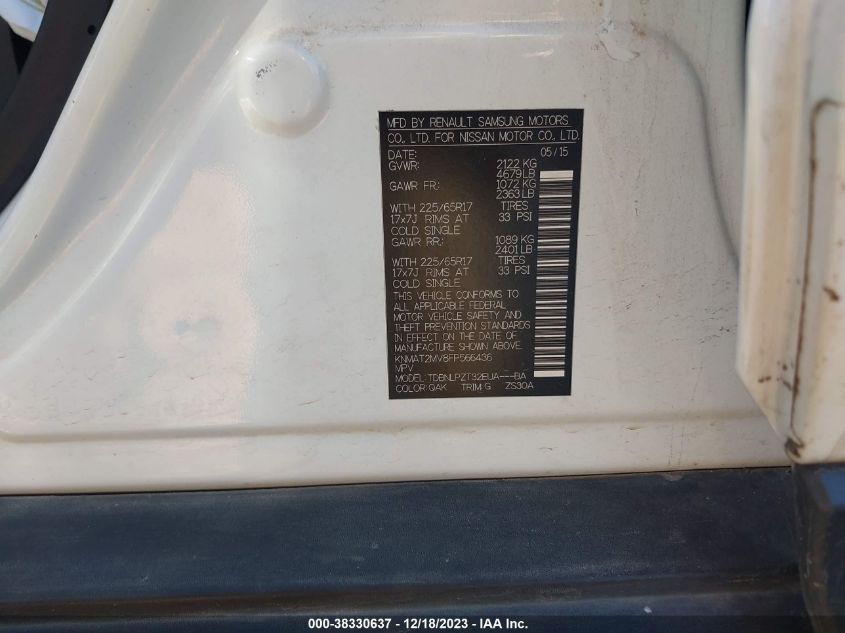 MFD BY RENAULT SAMSUNG MOTORS
CO., LTD. FOR NISSAN MOTOR CO., LTD.
DATE: 05/15
GVWR: 2122 KG
4679LB
GAWR FR: 1072 KG
2363LB
WITH 225/65R17 TIRES
17x7J RIMS AT 33 PSI
COLD SINGLE
GAWR RR: 1089 KG
2401LB
WITH 225/65R17 TIRES
17x7J RIMS AT 33 PSI
COLD SINGLE
THIS VEHICLE CONFORMS TO
ALL APPLICABLE FEDERAL
MOTOR VEHICLE SAFETY AND
THEFT PREVENTION STANDARDS
IN EFFECT ON THE DATE OF
MANUFACTURE SHOWN ABOVE.
KNMAT2MV8FP566436
MPV
MODEL: TDBNLPZT32EUA---BA
COLOR: QAK TRIM: G ZS30A
000-38330637 - 12/18/2023 - IAA Inc.